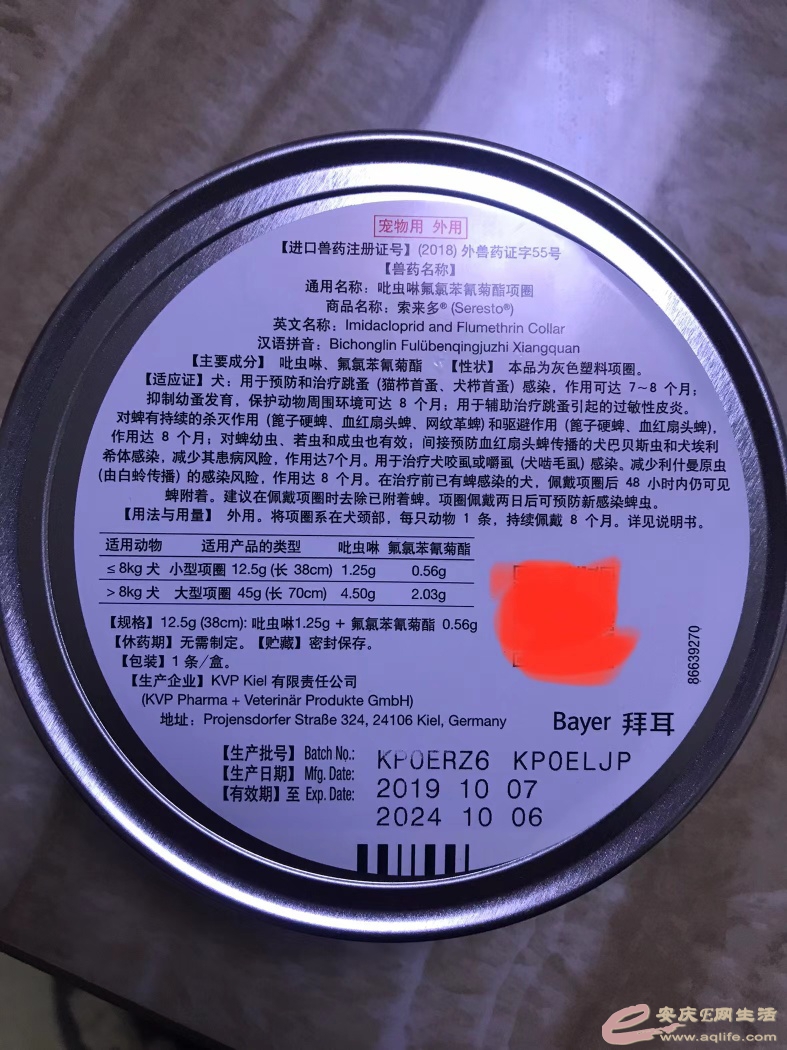 宠物用 外用
【进口兽药注册证号】(2018) 外兽药证字55号
【兽药名称】
通用名称：吡虫啉氟氯苯氰菊酯项圈
商品名称：索来多® (Seresto®)
英文名称：Imidacloprid and Flumethrin Collar
汉语拼音：Bichonglin Fulübenqingjuzhi Xiangquan
【主要成分】 吡虫啉、氟氯苯氰菊酯 【性状】 本品为灰色塑料项圈。
【适应证】犬：用于预防和治疗跳蚤 (猫栉首蚤、犬栉首蚤) 感染，作用可达 7~8 个月；
抑制幼蚤发育，保护动物周围环境可达 8 个月；用于辅助治疗跳蚤引起的过敏性皮炎。
对蜱有持续的杀灭作用 (篦子硬蜱、血红扇头蜱、网纹革蜱) 和驱避作用 (篦子硬蜱、血红扇头蜱)，
作用达 8 个月；对蜱幼虫、若虫和成虫也有效；间接预防血红扇头蜱传播的犬巴贝斯虫和犬埃利
希体感染，减少其患病风险，作用达7个月。用于治疗犬咬虱或嚼虱 (犬啮毛虱) 感染。减少利什曼原虫
(由白蛉传播) 的感染风险，作用达 8 个月。在治疗前已有蜱感染的犬，佩戴项圈后 48 小时内仍可见
蜱附着。建议在佩戴项圈时去除已附着蜱。项圈佩戴两日后可预防新感染蜱虫。
【用法与用量】 外用。将项圈系在犬颈部，每只动物 1 条，持续佩戴 8 个月。详见说明书。
适用动物 适用产品的类型 吡虫啉 氟氯苯氰菊酯
≤ 8kg 犬 小型项圈 12.5g (长 38cm) 1.25g 0.56g
> 8kg 犬 大型项圈 45g (长 70cm) 4.50g 2.03g
【规格】12.5g (38cm): 吡虫啉1.25g + 氟氯苯氰菊酯 0.56g
【休药期】无需制定。【贮藏】密封保存。
【包装】1 条/盒。
【生产企业】KVP Kiel 有限责任公司
(KVP Pharma + Veterinär Produkte GmbH)
地址：Projensdorfer Straße 324, 24106 Kiel, Germany
86639270
Bayer 拜耳
【生产批号】Batch No.: KP0ERZ6 KP0ELJP
【生产日期】Mfg. Date: 2019 10 07
【有效期】至 Exp. Date: 2024 10 06
安庆E网生活
www.aqlife.com